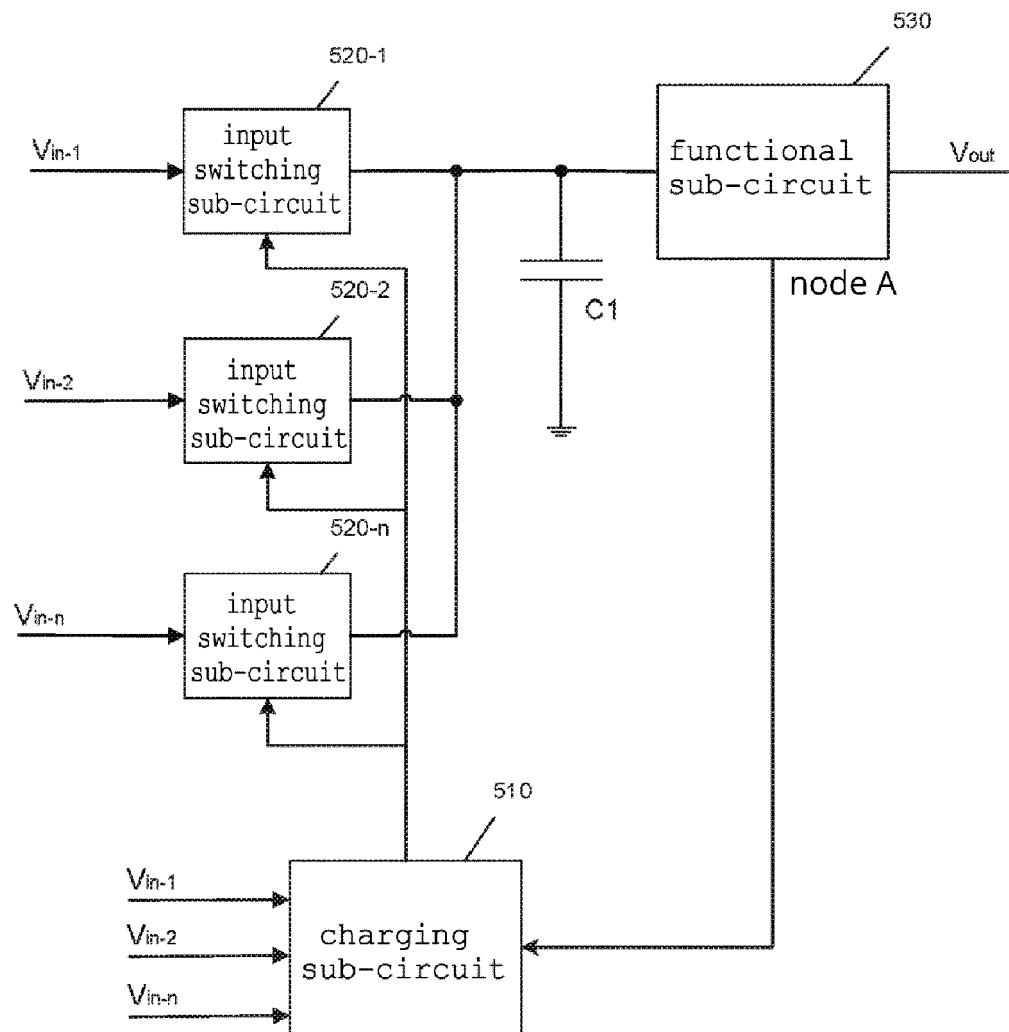 530
520-1
Vin-1
input
switching
sub-circuit
functional
sub-circuit
Vout
520-2
node A
C1
Vin-2
input
switching
sub-circuit
520-n
Vin-n
input
switching
sub-circuit
510
Vin-1
Vin-2
Vin-n
charging
sub-circuit